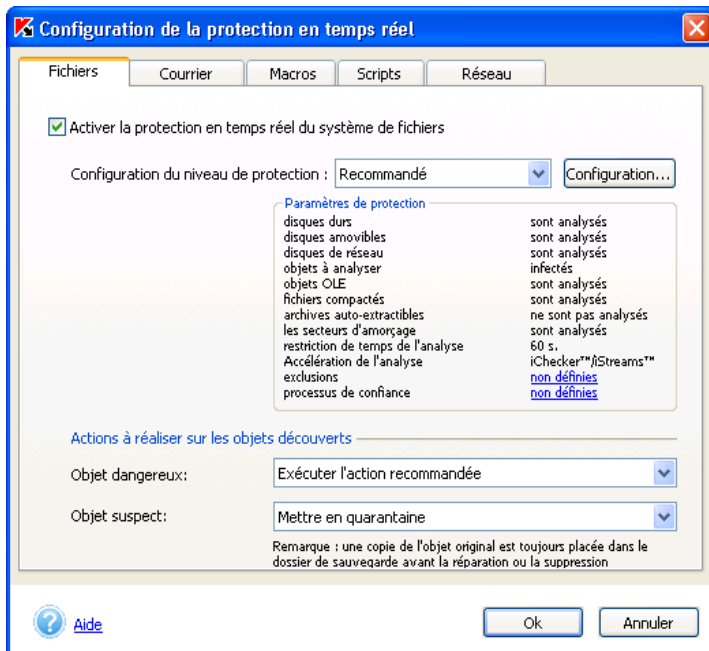 Configuration de la protection en temps réel
Fichiers Courrier Macros Scripts Réseau
Activer la protection en temps réel du système de fichiers
Configuration du niveau de protection : Recommandé Configuration...
Paramètres de protection
disques durs sont analysés
disques amovibles sont analysés
disques de réseau sont analysés
objets à analyser infectés
objets OLE sont analysés
fichiers compactés sont analysés
archives auto-extractibles ne sont pas analysés
les secteurs d'amorçage sont analysés
restriction de temps de l'analyse 60 s.
Accélération de l'analyse iChecker™/iStreams™
exclusions non définies
processus de confiance non définies
Actions à réaliser sur les objets découverts
Objet dangereux: Exécuter l'action recommandée
Objet suspect: Mettre en quarantaine
Remarque : une copie de l'objet original est toujours placée dans le
dossier de sauvegarde avant la réparation ou la suppression
Aide Ok Annuler